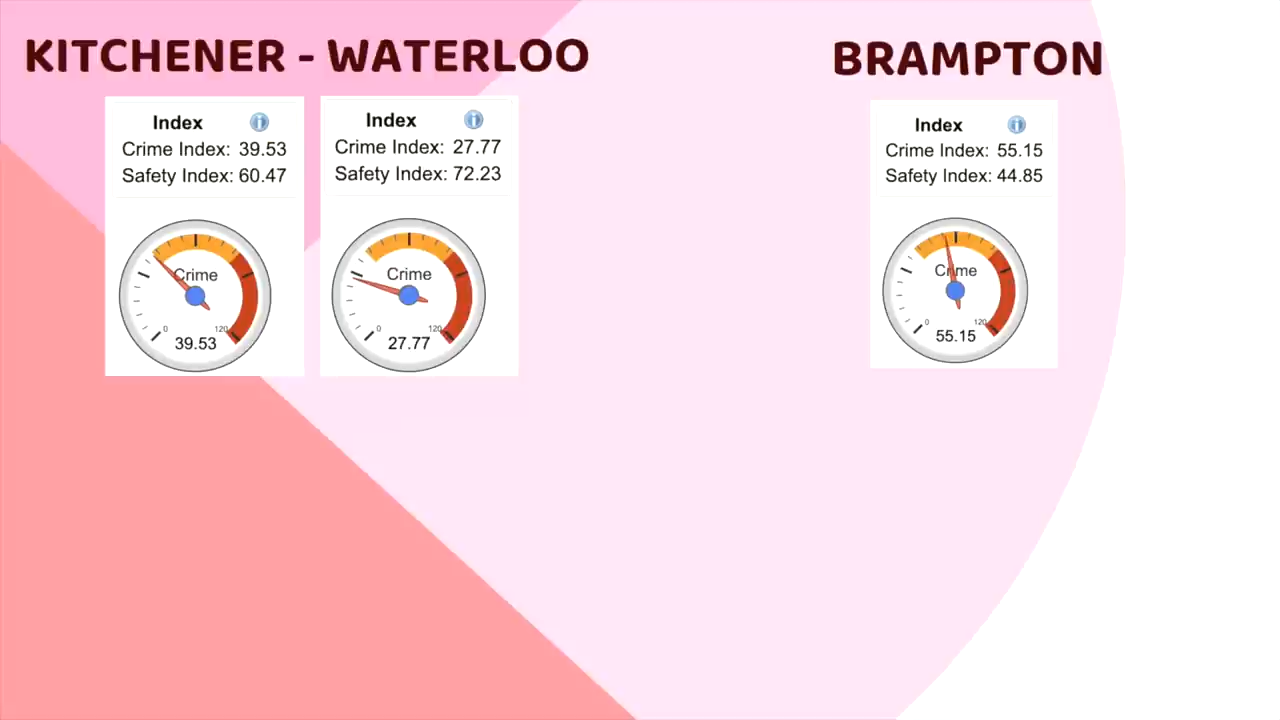 KITCHENER - WATERLOO
BRAMPTON
Index
Crime Index: 39.53
Safety Index: 60.47
Crime
0
120
39.53
Index
Crime Index: 27.77
Safety Index: 72.23
Crime
0
120
27.77
Index
Crime Index: 55.15
Safety Index: 44.85
Crime
0
120
55.15